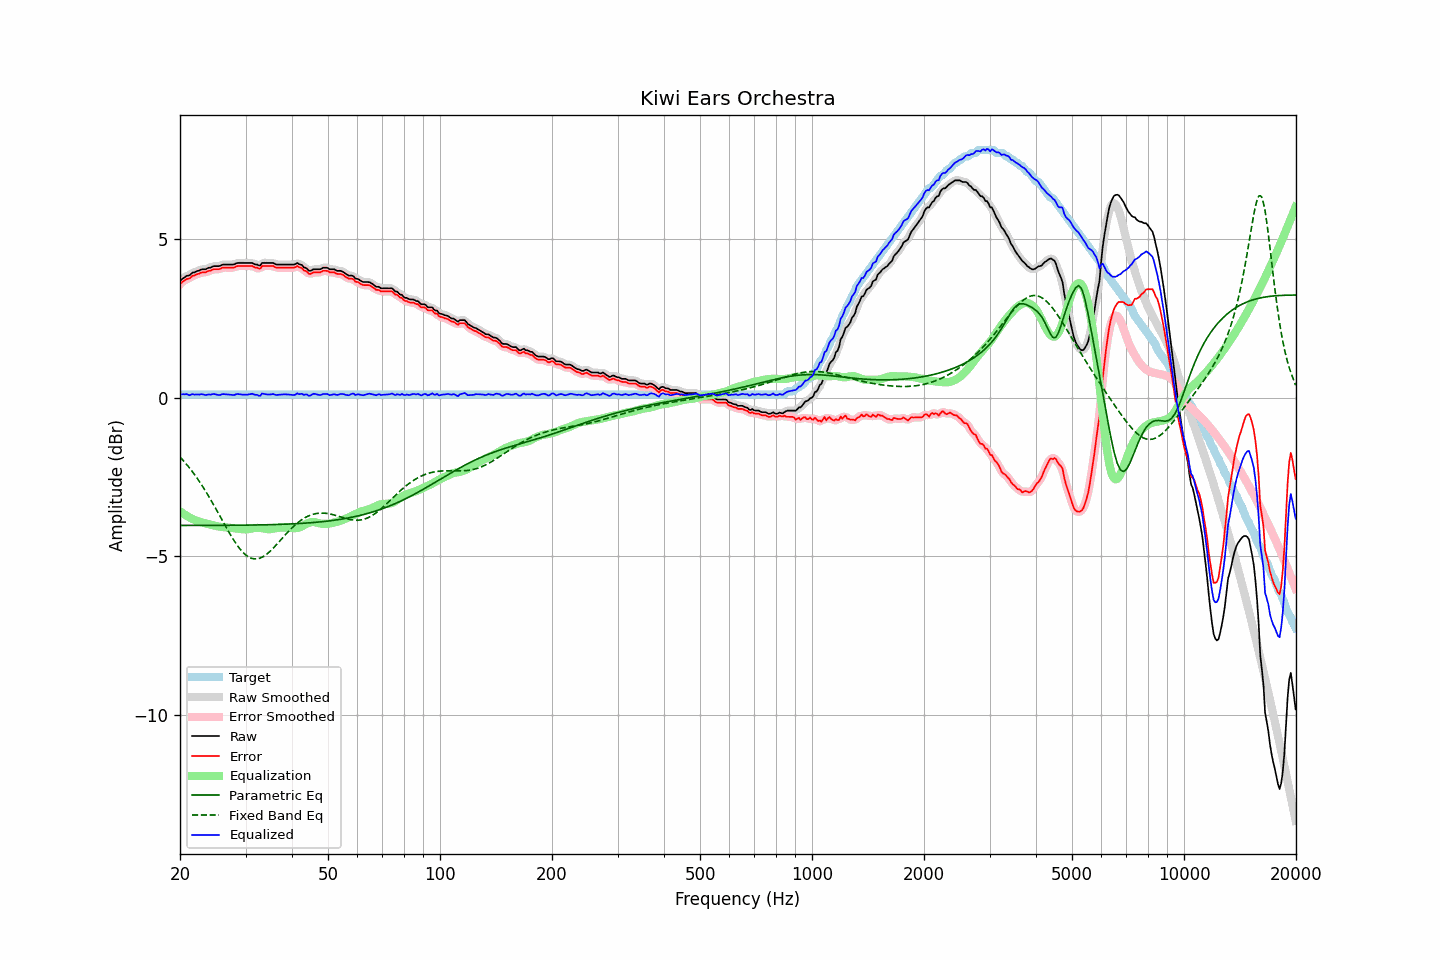 Kiwi Ears Orchestra
Amplitude (dBr)
5
0
−5
−10
Target
Raw Smoothed
Error Smoothed
Raw
Error
Equalization
Parametric Eq
Fixed Band Eq
Equalized
20 50 100 200 500 1000 2000 5000 10000 20000
Frequency (Hz)